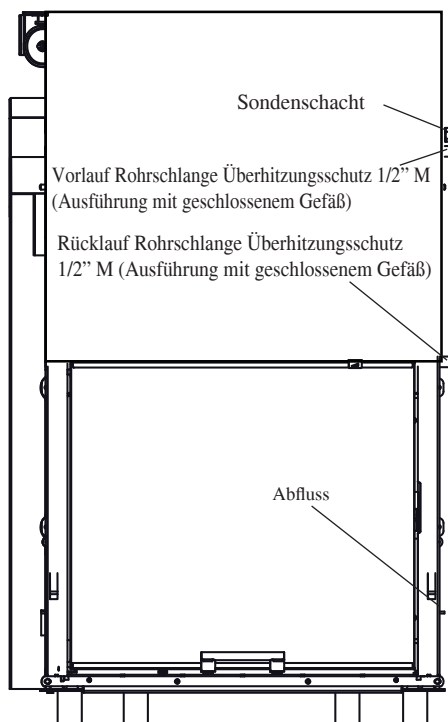 Sondenschacht
Vorlauf Rohrschlange Überhitzungsschutz 1/2” M
(Ausführung mit geschlossenem Gefäß)
Rücklauf Rohrschlange Überhitzungsschutz
1/2” M (Ausführung mit geschlossenem Gefäß)
Abfluss